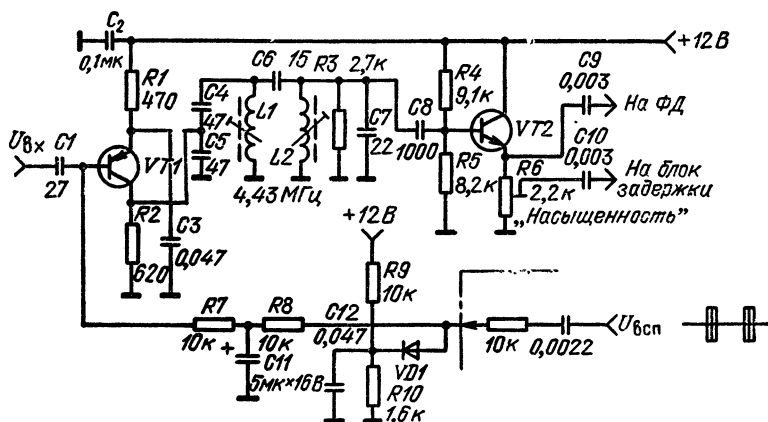 C2
0,1мк
+12В
R1
470
C6 15
R3 2,7к
C4
47
L1
C5
47
L2
C7
22
C8
1000
R4
9,1к
VT2
C9
0,003
На ФД
C10
0,003
На блок
задержки
R5
8,2к
R6
2,2к
„Насыщенность”
Uвх
C1
27
VT1
4,43 МГц
R2
620
C3
0,047
+12В
R9
10к
R7
10к
R8
10к
C12
0,047
+
C11
5мк×16В
VD1
R10
1,6к
10к
0,0022
Uвсп